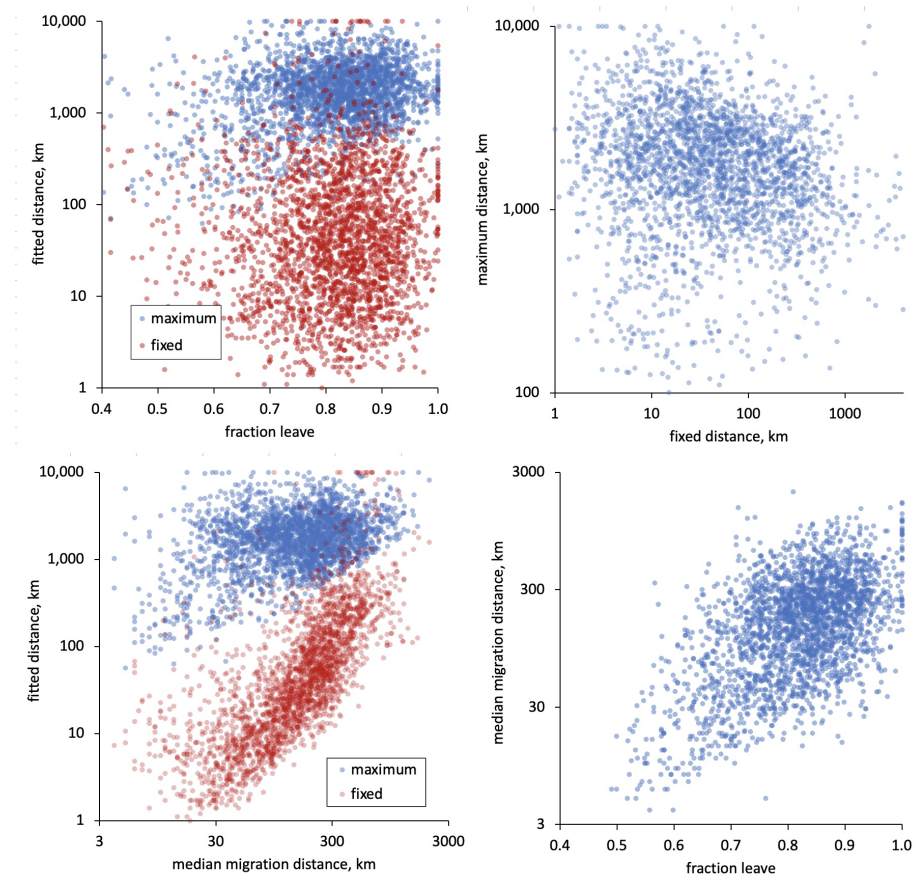 10,000
1,000
100
10
1
fitted distance, km
maximum
fixed
0.4 0.5 0.6 0.7 0.8 0.9 1.0
fraction leave
10,000
1,000
100
maximum distance, km
1 10 100 1000
fixed distance, km
10,000
1,000
100
10
1
fitted distance, km
maximum
fixed
3 30 300 3000
median migration distance, km
3000
300
30
3
median migration distance, km
0.4 0.5 0.6 0.7 0.8 0.9 1.0
fraction leave